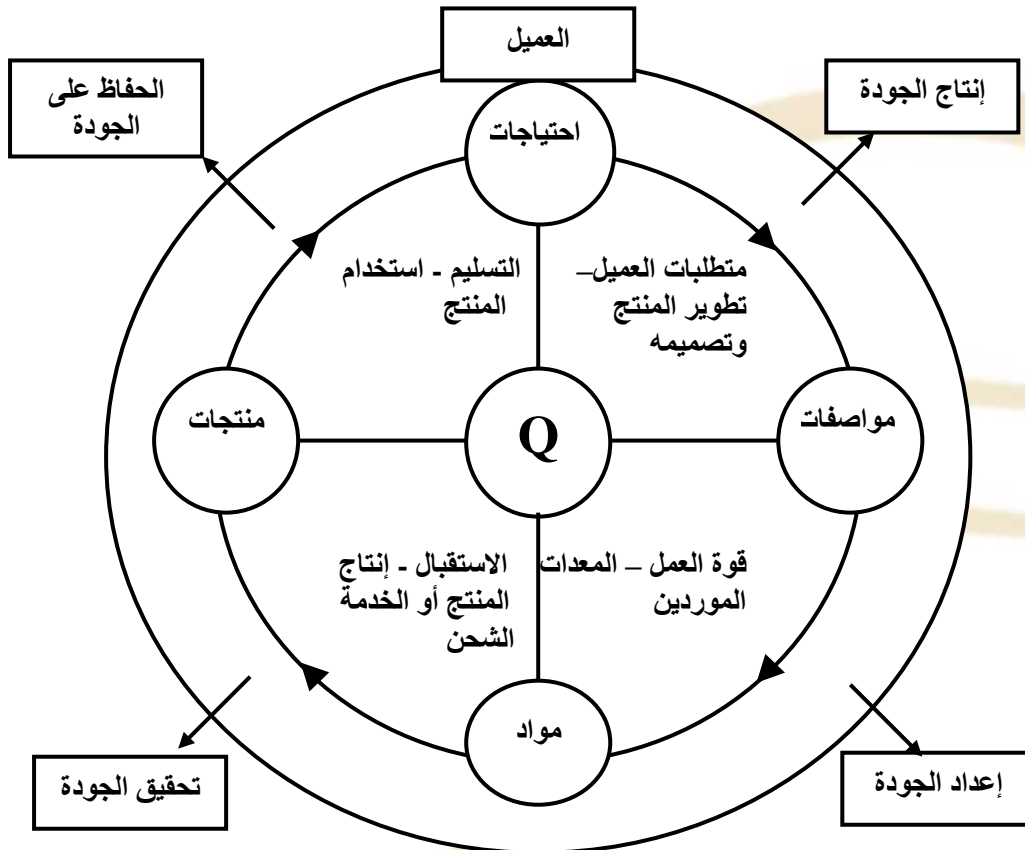 العميل
إنتاج الجودة
الحفاظ على
الجودة
احتياجات
متطلبات العميل–
تطوير المنتج
وتصميمه
التسليم - استخدام
المنتج
مواصفات
Q
منتجات
قوة العمل – المعدات
الموردين
الاستقبال - إنتاج
المنتج أو الخدمة
الشحن
مواد
إعداد الجودة
تحقيق الجودة